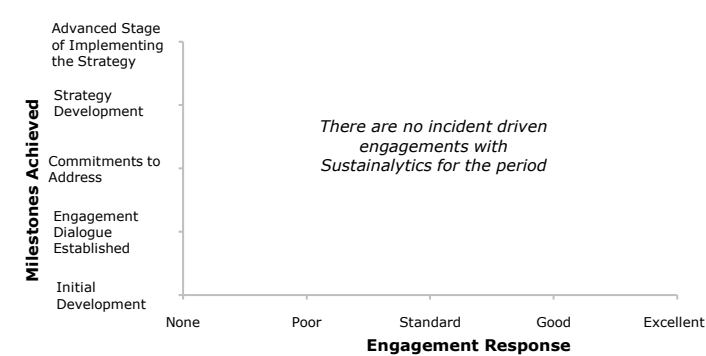 Advanced Stage
of Implementing
the Strategy
Strategy
Development
Commitments to
Address
Engagement
Dialogue
Established
Initial
Development
Milestones Achieved
There are no incident driven
engagements with
Sustainalytics for the period
None
Poor
Standard
Good
Excellent
Engagement Response